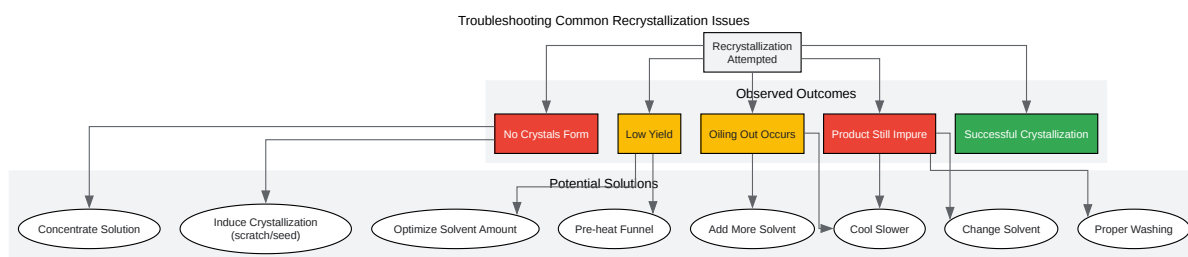 Troubleshooting Common Recrystallization Issues
Recrystallization
Attempted
Observed Outcomes
No Crystals Form
Low Yield
Oiling Out Occurs
Product Still Impure
Successful Crystallization
Potential Solutions
Concentrate Solution
Induce Crystallization
(scratch/seed)
Optimize Solvent Amount
Pre-heat Funnel
Add More Solvent
Cool Slower
Change Solvent
Proper Washing